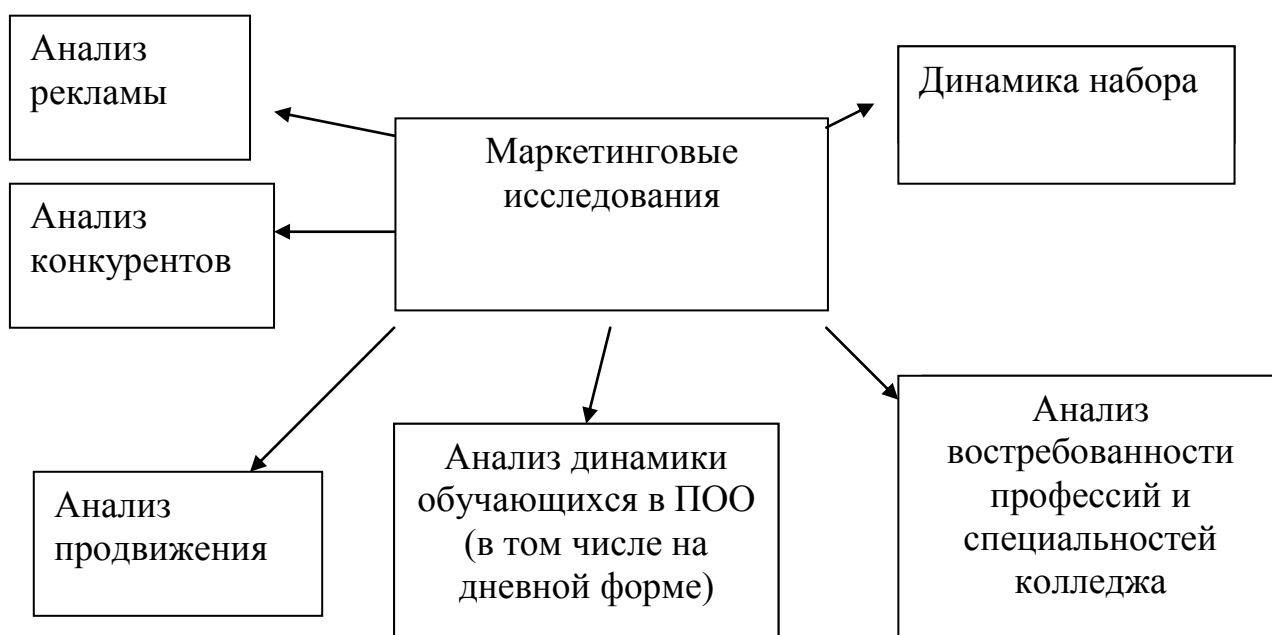 Анализ
рекламы
Динамика набора
Маркетинговые
исследования
Анализ
конкурентов
Анализ
продвижения
Анализ динамики
обучающихся в ПОО
(в том числе на
дневной форме)
Анализ
востребованности
профессий и
специальностей
колледжа